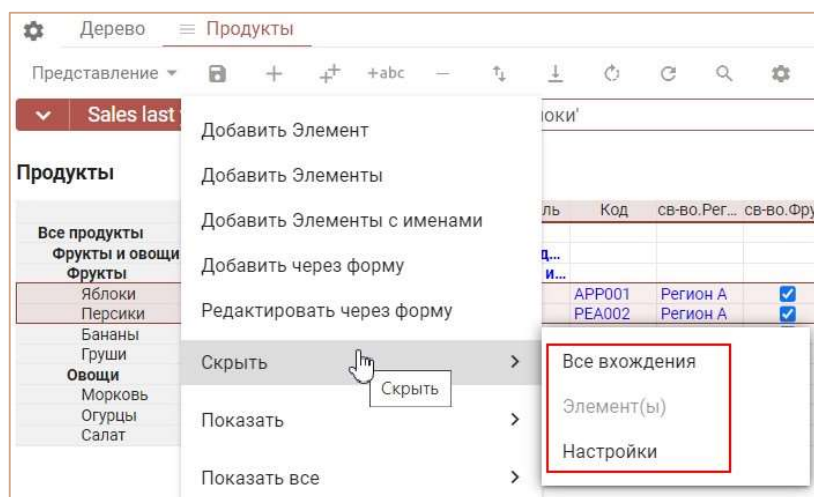 Дерево Продукты
Представление +abc
Sales last оки'
Продукты
ль Код св-во.Рег... св-во.Фру
Все продукты
Фрукты и овощи д...
Фрукты и...
Яблоки APP001 Регион А
Персики PEA002 Регион А
Бананы
Груши
Овощи
Морковь
Огурцы
Салат
Добавить Элемент
Добавить Элементы
Добавить Элементы с именами
Добавить через форму
Редактировать через форму
Скрыть
Скрыть
Показать
Показать все
Все вхождения
Элемент(ы)
Настройки